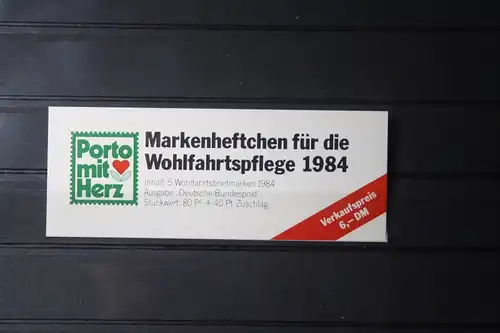 Porto
mit
Herz
Markenheftchen für die
Wohlfahrtspflege 1984
Inhalt: 5 Wohlfahrtsbriefmarken 1984
Ausgabe „Deutsche Bundespost“
Stückwert: 80 Pf + 40 Pf Zuschlag
Verkaufspreis
6,– DM